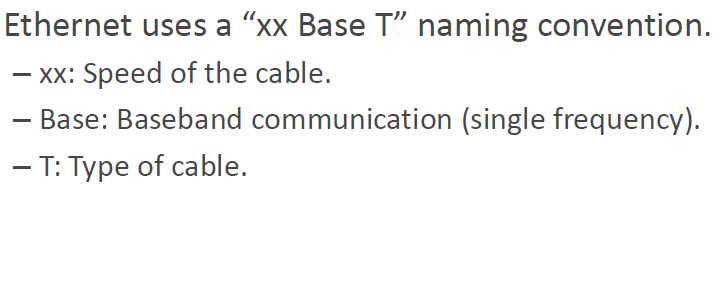 Ethernet uses a “xx Base T” naming convention.
– xx: Speed of the cable.
– Base: Baseband communication (single frequency).
– T: Type of cable.